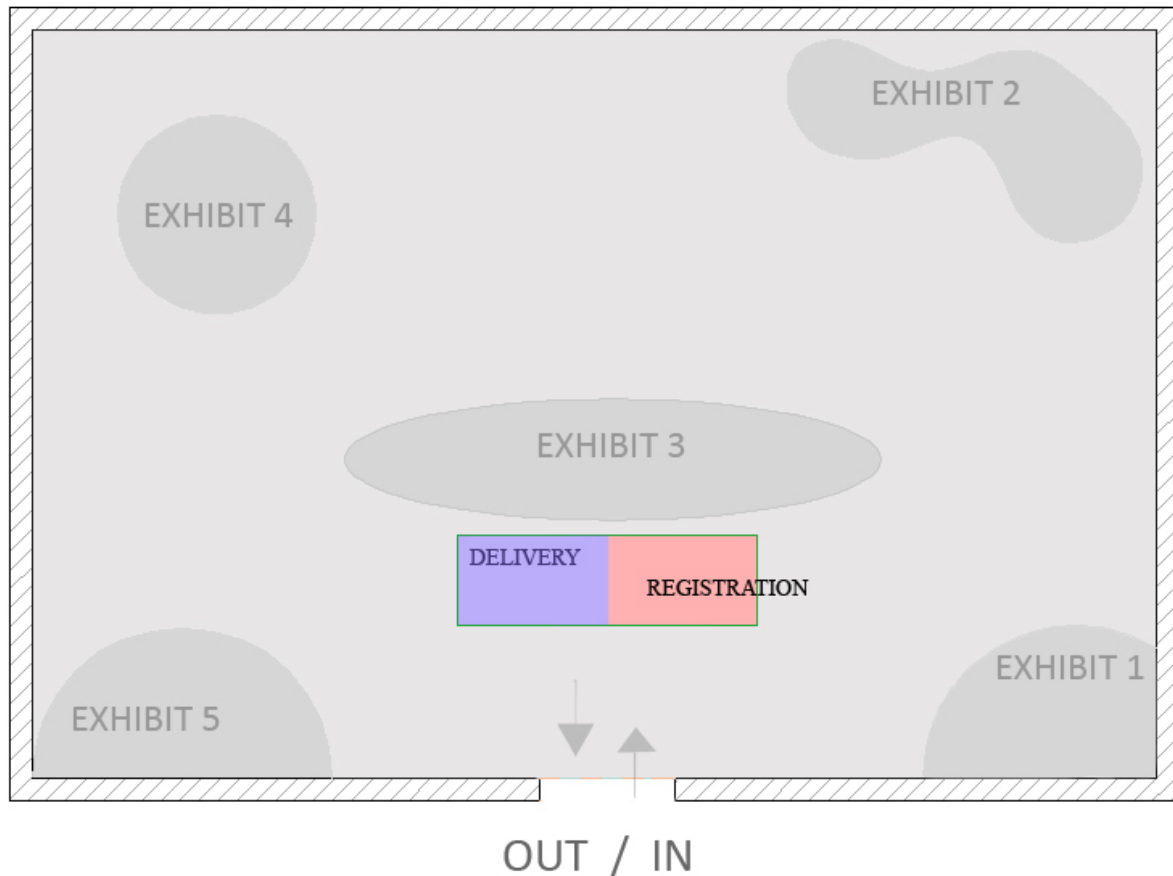 EXHIBIT 2
EXHIBIT 4
EXHIBIT 3
DELIVERY
REGISTRATION
EXHIBIT 1
EXHIBIT 5
OUT / IN